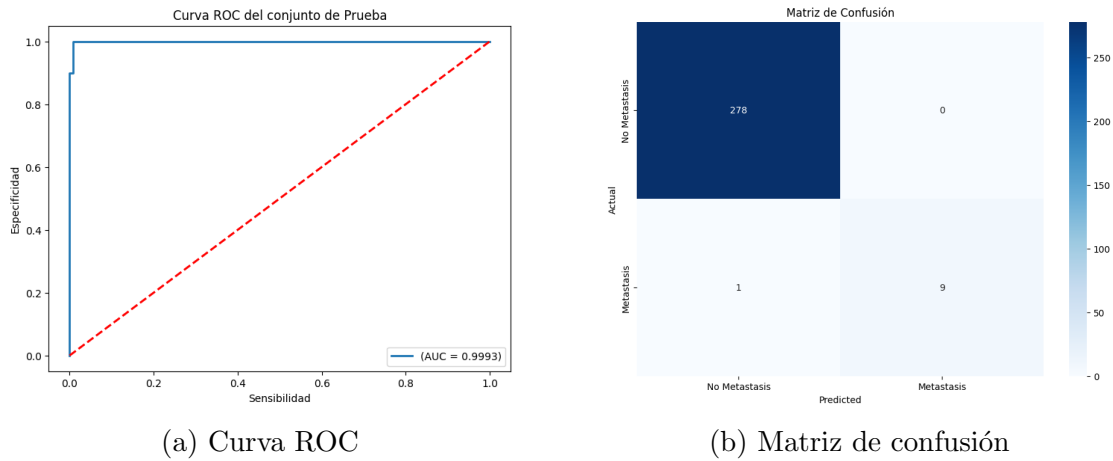 Curva ROC del conjunto de Prueba
1.0
0.8
0.6
0.4
0.2
0.0
Especificidad
0.0 0.2 0.4 0.6 0.8 1.0
Sensibilidad
(AUC = 0.9993)
(a) Curva ROC
Matriz de Confusión
No Metastasis
Metastasis
Actual
278 0
1 9
No Metastasis Metastasis
Predicted
250
200
150
100
50
0
(b) Matriz de confusión